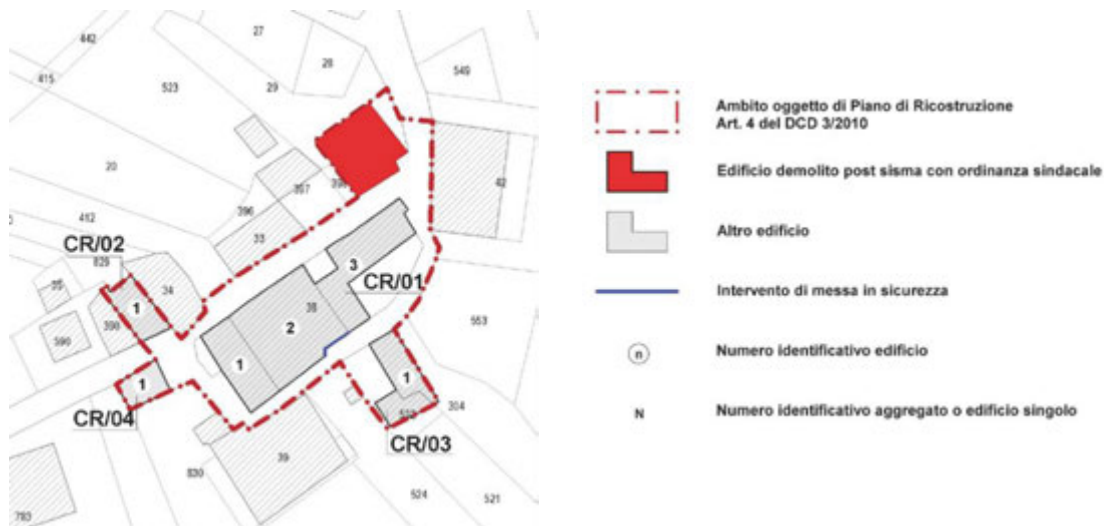 442
27
28
549
415
523
29
20
42
397
396
33
412
CR/02
829
3
CR/01
35
34
1
38
2
390
590
553
1
1
1
CR/04
304
CR/03
39
830
524
521
783
Ambito oggetto di Piano di Ricostruzione
Art. 4 del DCD 3/2010
Edificio demolito post sisma con ordinanza sindacale
Altro edificio
Intervento di messa in sicurezza
n
Numero identificativo edificio
N
Numero identificativo aggregato o edificio singolo